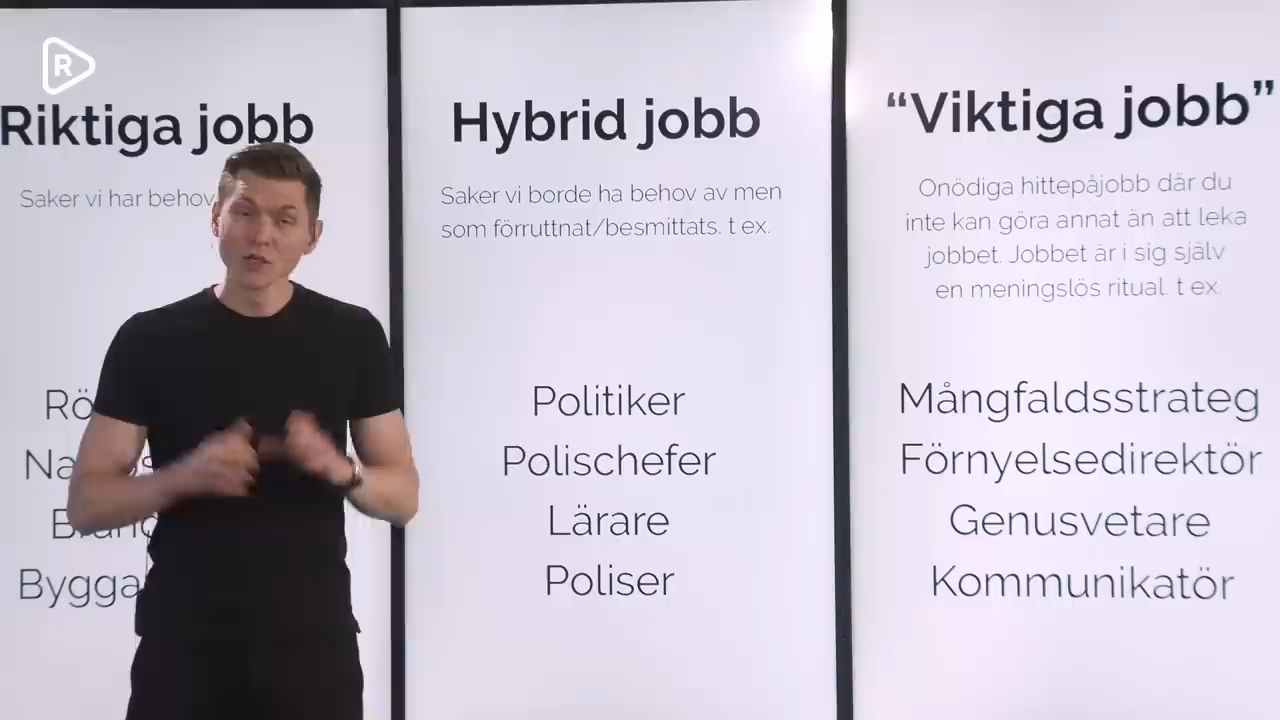 R
Riktiga jobb
Saker vi har behov
Hybrid jobb
Saker vi borde ha behov av men
som förruttnat/besmittats. t ex.
Politiker
Polischefer
Lärare
Poliser
“Viktiga jobb”
Onödiga hittepåjobb där du
inte kan göra annat än att leka
jobbet. Jobbet är i sig själv
en meningslös ritual. t ex.
Mångfaldsstrateg
Förnyelsedirektör
Genusvetare
Kommunikatör